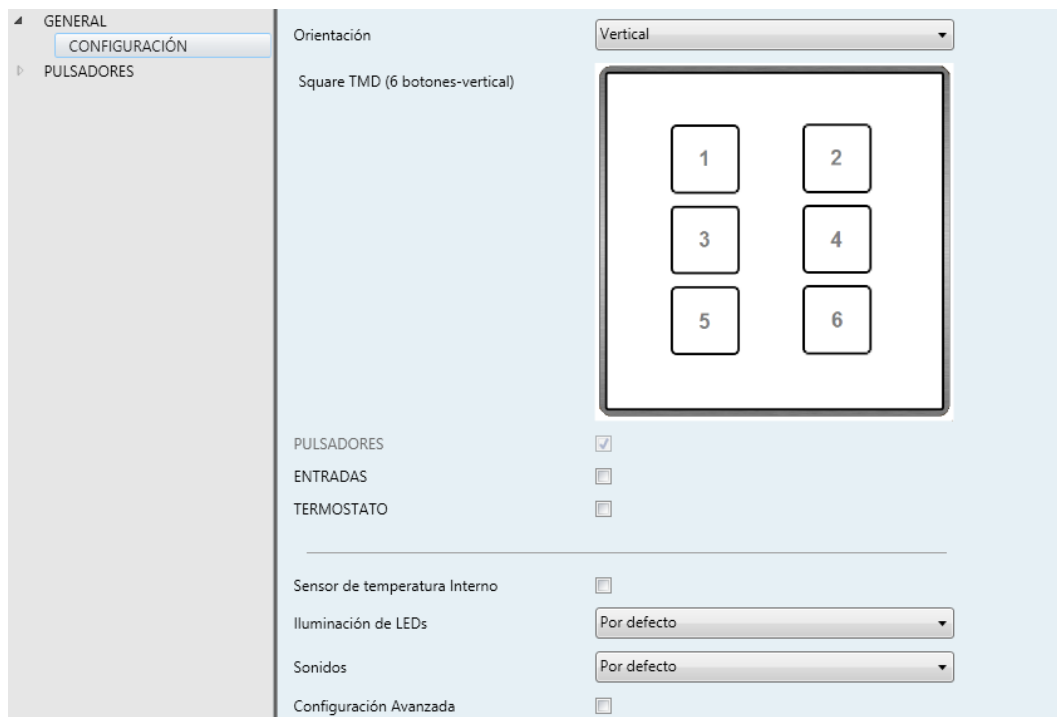 GENERAL
CONFIGURACIÓN
PULSADORES
Orientación Vertical
Square TMD (6 botones-vertical)
1 2
3 4
5 6
PULSADORES
ENTRADAS
TERMOSTATO
Sensor de temperatura Interno
Iluminación de LEDs Por defecto
Sonidos Por defecto
Configuración Avanzada